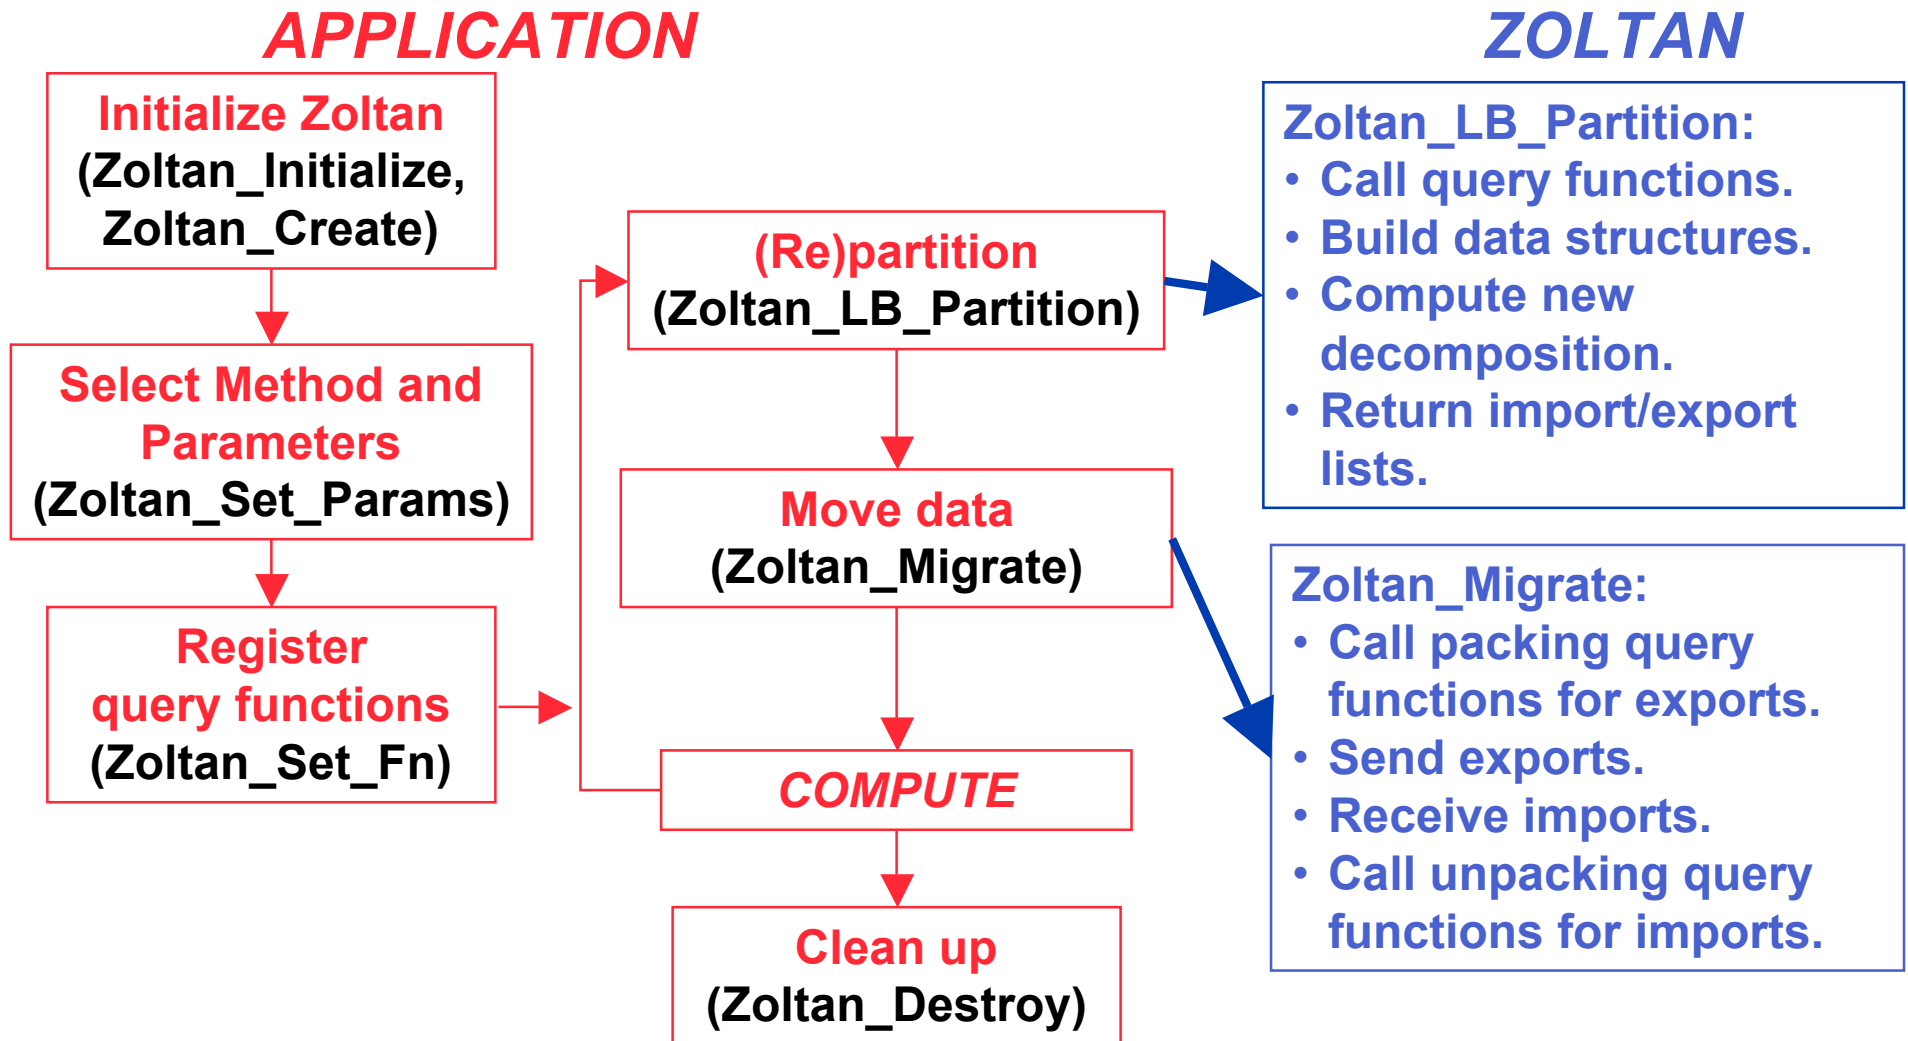 APPLICATION
Initialize Zoltan
(Zoltan_Initialize,
Zoltan_Create)
Select Method and
Parameters
(Zoltan_Set_Params)
Register
query functions
(Zoltan_Set_Fn)
(Re)partition
(Zoltan_LB_Partition)
Move data
(Zoltan_Migrate)
COMPUTE
Clean up
(Zoltan_Destroy)
ZOLTAN
Zoltan_LB_Partition:
• Call query functions.
• Build data structures.
• Compute new
decomposition.
• Return import/export
lists.
Zoltan_Migrate:
• Call packing query
functions for exports.
• Send exports.
• Receive imports.
• Call unpacking query
functions for imports.